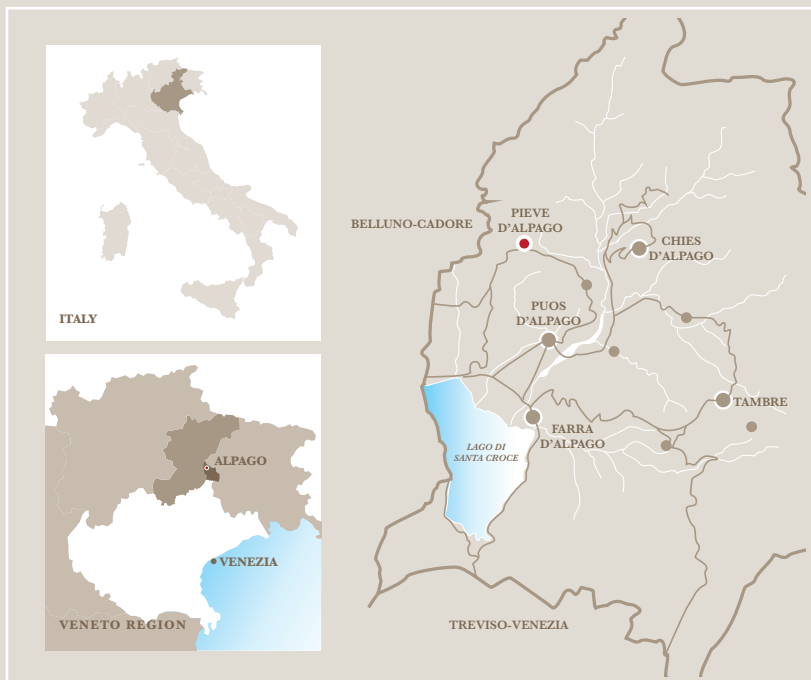 ITALY
ALPAGO
VENEZIA
VENETO REGION
BELLUNO-CADORE
PIEVE
D'ALPAGO
CHIES
D'ALPAGO
PUOS
D'ALPAGO
TAMBRE
FARRA
D'ALPAGO
LAGO DI
SANTA CROCE
TREVISO-VENEZIA